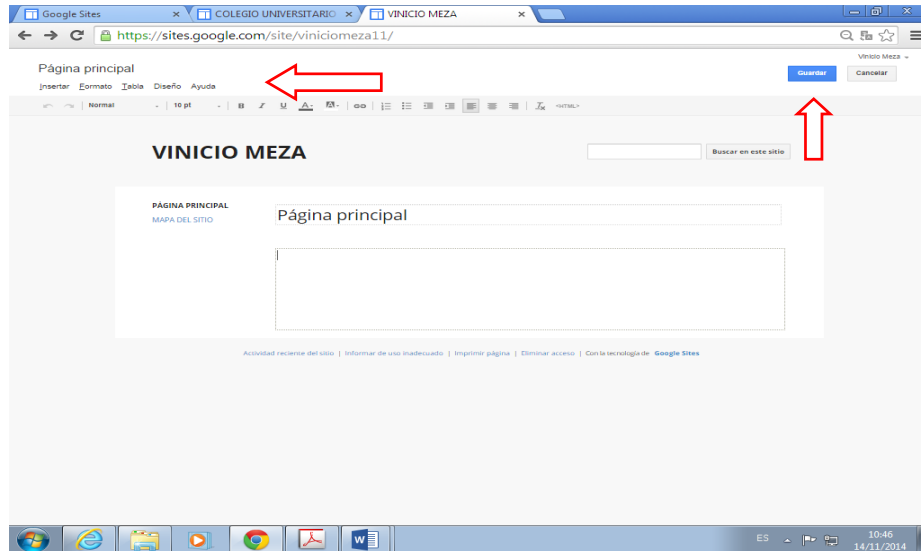 Google Sites
COLEGIO UNIVERSITARIO
VINICIO MEZA
https://sites.google.com/site/viniciomeza11/
Vinicio Meza
Página principal
Guardar
Cancelar
Insertar Formato Tabla Diseño Ayuda
Normal
10 pt
B I U A A
Tx
<HTML>
VINICIO MEZA
Buscar en este sitio
PÁGINA PRINCIPAL
MAPA DEL SITIO
Página principal
Actividad reciente del sitio | Informar de uso inadecuado | Imprimir página | Eliminar acceso | Con la tecnología de Google Sites
ES
10:46
14/11/2014